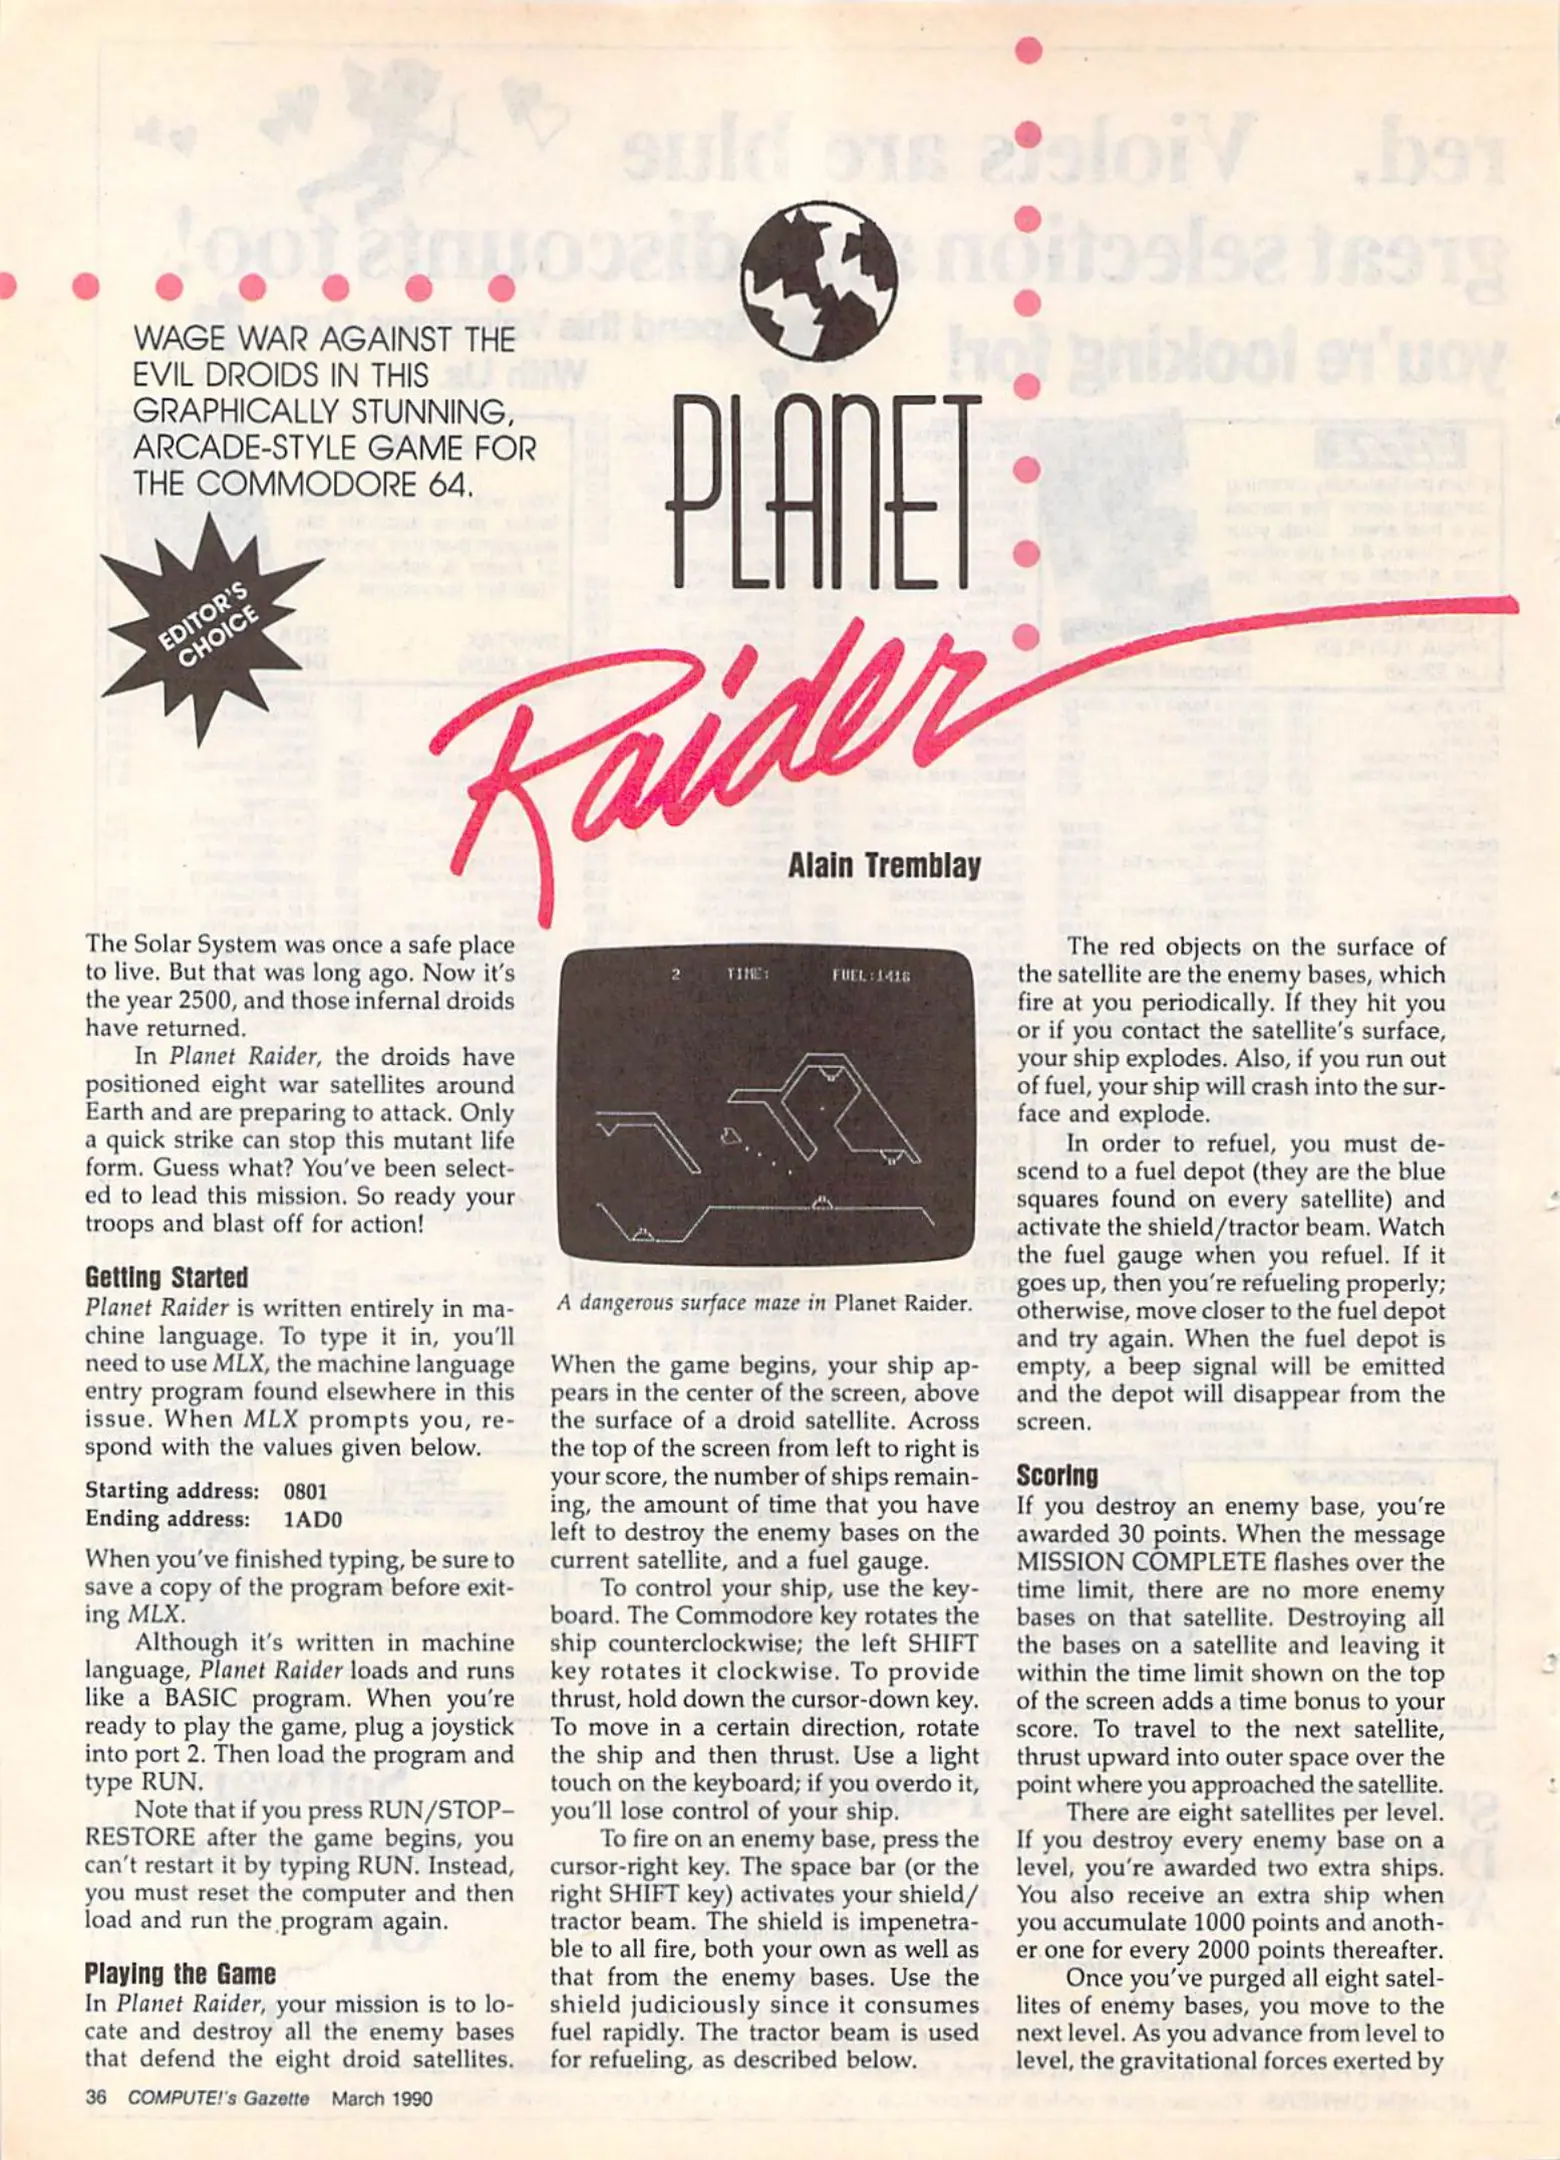 WAGE WAR AGAINST THE
EVIL DROIDS IN THIS
GRAPHICALLY STUNNING,
ARCADE-STYLE GAME FOR
THE COMMODORE 64.
EDITOR'S
CHOICE
PLANET
Raider
Alain Tremblay
The Solar System was once a safe place
to live. But that was long ago. Now it's
the year 2500, and those infernal droids
have returned.
In Planet Raider, the droids have
positioned eight war satellites around
Earth and are preparing to attack. Only
a quick strike can stop this mutant life
form. Guess what? You've been select-
ed to lead this mission. So ready your
troops and blast off for action!
Getting Started
Planet Raider is written entirely in ma-
chine language. To type it in, you'll
need to use MLX, the machine language
entry program found elsewhere in this
issue. When MLX prompts you, re-
spond with the values given below.
Starting address: 0801
Ending address: 1AD0
When you've finished typing, be sure to
save a copy of the program before exit-
ing MLX.
Although it's written in machine
language, Planet Raider loads and runs
like a BASIC program. When you're
ready to play the game, plug a joystick
into port 2. Then load the program and
type RUN.
Note that if you press RUN/STOP–
RESTORE after the game begins, you
can't restart it by typing RUN. Instead,
you must reset the computer and then
load and run the program again.
Playing the Game
In Planet Raider, your mission is to lo-
cate and destroy all the enemy bases
that defend the eight droid satellites.
2 TIME: FUEL:1416
A dangerous surface maze in Planet Raider.
When the game begins, your ship ap-
pears in the center of the screen, above
the surface of a droid satellite. Across
the top of the screen from left to right is
your score, the number of ships remain-
ing, the amount of time that you have
left to destroy the enemy bases on the
current satellite, and a fuel gauge.
To control your ship, use the key-
board. The Commodore key rotates the
ship counterclockwise; the left SHIFT
key rotates it clockwise. To provide
thrust, hold down the cursor-down key.
To move in a certain direction, rotate
the ship and then thrust. Use a light
touch on the keyboard; if you overdo it,
you'll lose control of your ship.
To fire on an enemy base, press the
cursor-right key. The space bar (or the
right SHIFT key) activates your shield/
tractor beam. The shield is impenetra-
ble to all fire, both your own as well as
that from the enemy bases. Use the
shield judiciously since it consumes
fuel rapidly. The tractor beam is used
for refueling, as described below.
The red objects on the surface of
the satellite are the enemy bases, which
fire at you periodically. If they hit you
or if you contact the satellite's surface,
your ship explodes. Also, if you run out
of fuel, your ship will crash into the sur-
face and explode.
In order to refuel, you must de-
scend to a fuel depot (they are the blue
squares found on every satellite) and
activate the shield/tractor beam. Watch
the fuel gauge when you refuel. If it
goes up, then you're refueling properly;
otherwise, move closer to the fuel depot
and try again. When the fuel depot is
empty, a beep signal will be emitted
and the depot will disappear from the
screen.
Scoring
If you destroy an enemy base, you're
awarded 30 points. When the message
MISSION COMPLETE flashes over the
time limit, there are no more enemy
bases on that satellite. Destroying all
the bases on a satellite and leaving it
within the time limit shown on the top
of the screen adds a time bonus to your
score. To travel to the next satellite,
thrust upward into outer space over the
point where you approached the satellite.
There are eight satellites per level.
If you destroy every enemy base on a
level, you're awarded two extra ships.
You also receive an extra ship when
you accumulate 1000 points and anoth-
er one for every 2000 points thereafter.
Once you've purged all eight satel-
lites of enemy bases, you move to the
next level. As you advance from level to
level, the gravitational forces exerted by
36 COMPUTE!'s Gazette March 1990